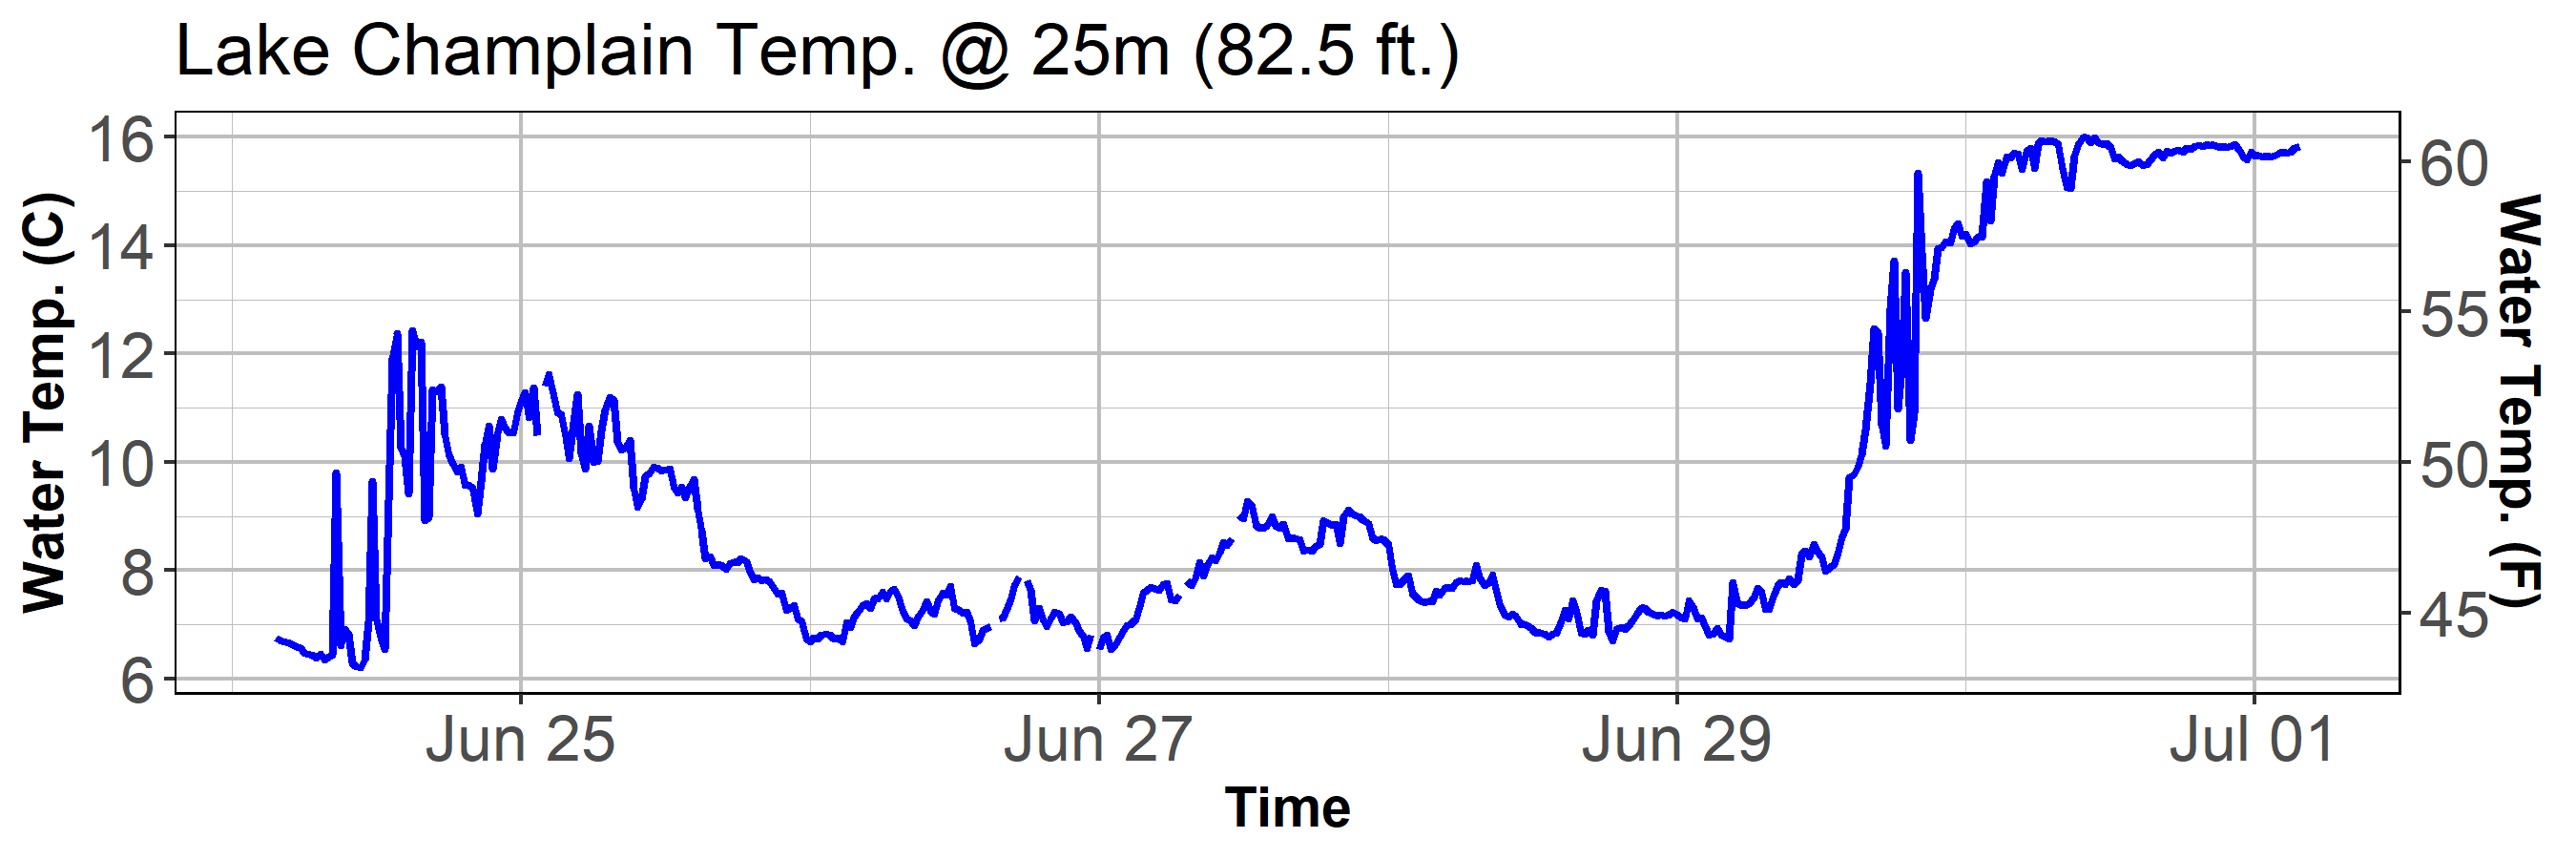 Lake Champlain Temp. @ 25m (82.5 ft.)
Water Temp. (C)
16
14
12
10
8
6
60
55
50
45
Water Temp. (F)
Jun 25
Jun 27
Jun 29
Jul 01
Time